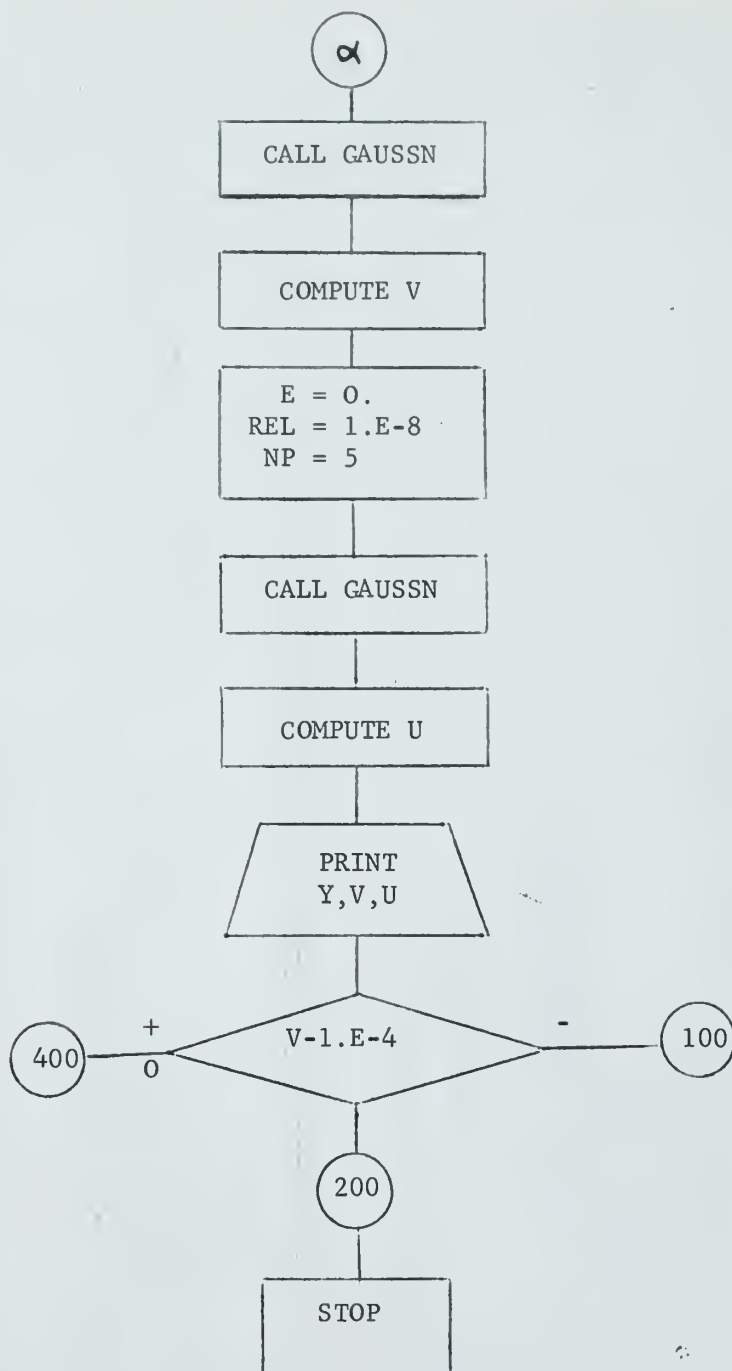 α
CALL GAUSSN
COMPUTE V
E = 0.
REL = 1.E-8
NP = 5
CALL GAUSSN
COMPUTE U
PRINT
Y,V,U
400
+
0
V-1.E-4
-
100
200
STOP